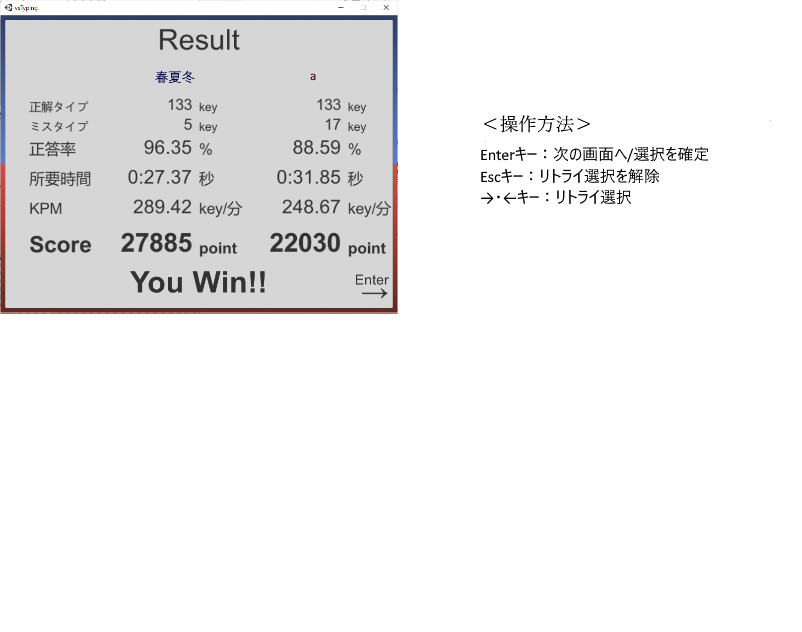 vsTyping
Result
春夏冬 a
正解タイプ 133 key 133 key
ミスタイプ 5 key 17 key
正答率 96.35 % 88.59 %
所要時間 0:27.37 秒 0:31.85 秒
KPM 289.42 key/分 248.67 key/分
Score 27885 point 22030 point
You Win!!
Enter
→
＜操作方法＞
Enterキー：次の画面へ/選択を確定
Escキー：リトライ選択を解除
→・←キー：リトライ選択